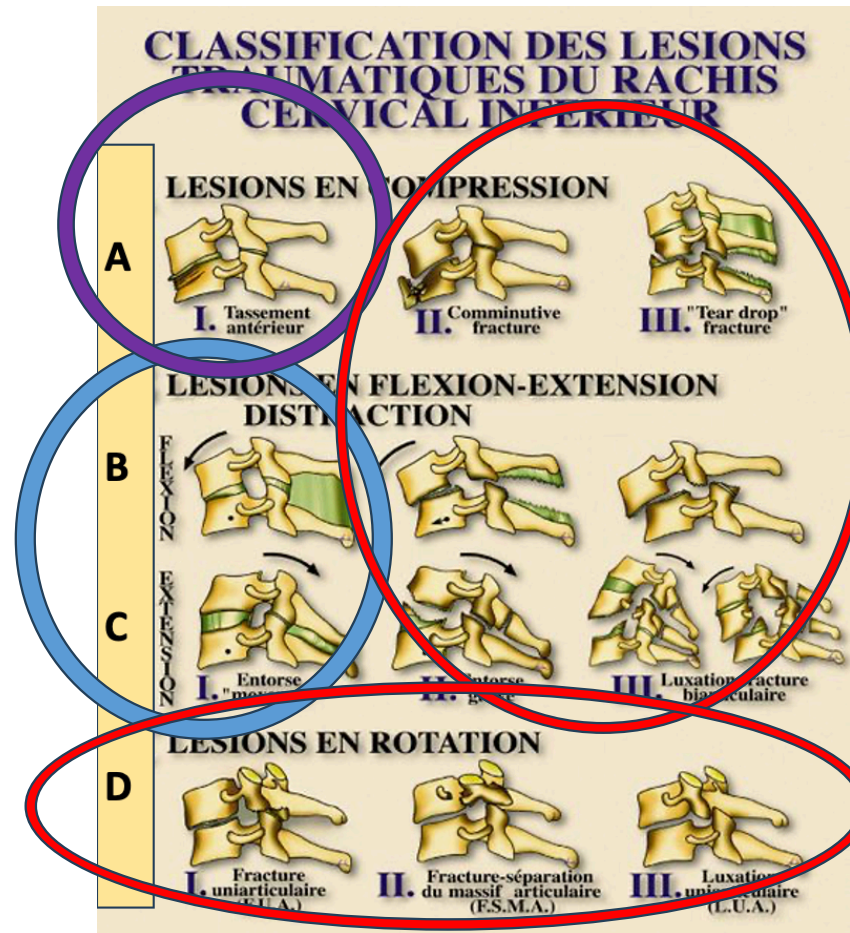 CLASSIFICATION DES LESIONS
TRAUMATIQUES DU RACHIS
CERVICAL INFERIEUR
LESIONS EN COMPRESSION
A
I. Tassement
antérieur
II. Comminutive
fracture
III. "Tear drop"
fracture
LESIONS EN FLEXION-EXTENSION
DISTRACTION
B
FLEXION
C
EXTENSION
I. Entorse
II. Entorse
III. Luxation fracture
biarticulaire
LESIONS EN ROTATION
D
I. Fracture
uniarticulaire
(F.U.A.)
II. Fracture-séparation
du massif articulaire
(F.S.M.A.)
III. Luxation
uniarticulaire
(L.U.A.)